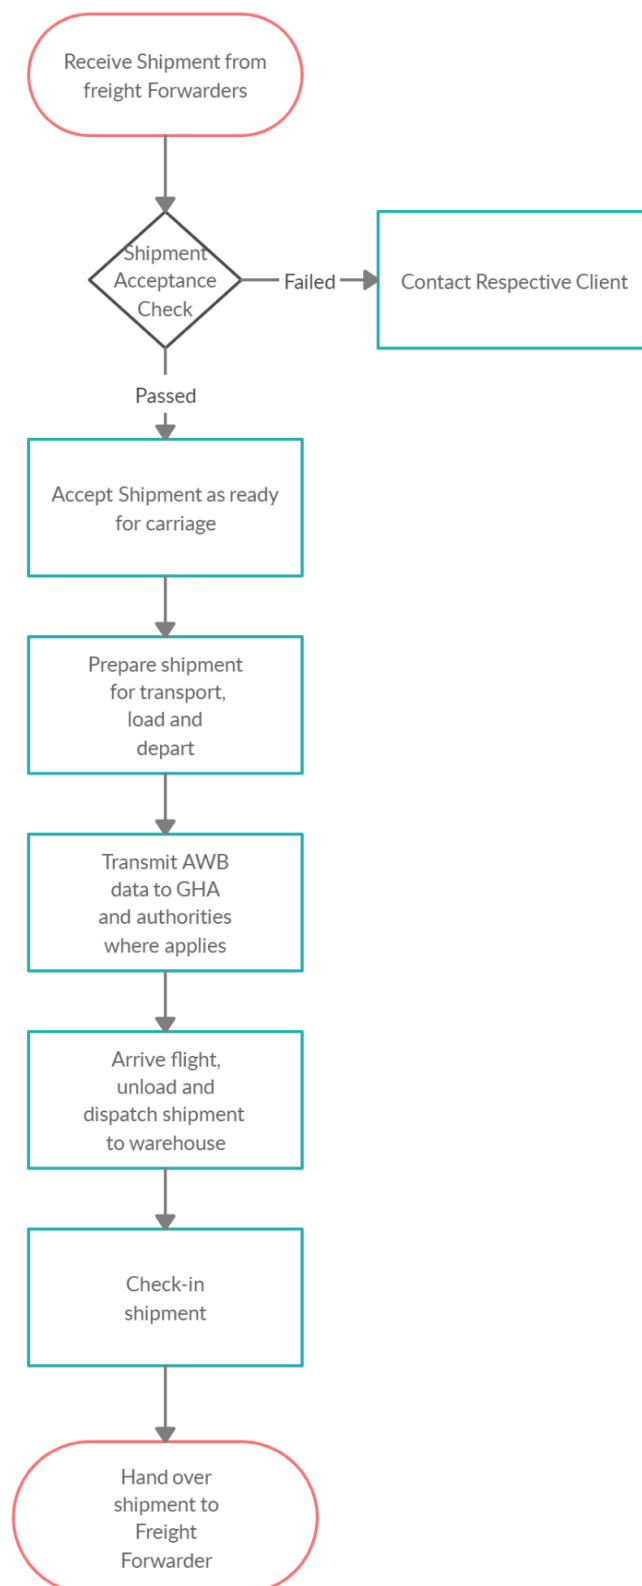 Receive Shipment from
freight Forwarders
Shipment
Acceptance
Check
Failed
Contact Respective Client
Passed
Accept Shipment as ready
for carriage
Prepare shipment
for transport,
load and
depart
Transmit AWB
data to GHA
and authorities
where applies
Arrive flight,
unload and
dispatch shipment
to warehouse
Check-in
shipment
Hand over
shipment to
Freight
Forwarder